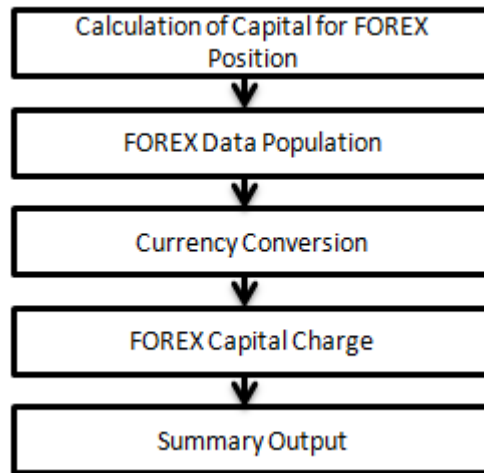 Calculation of Capital for FOREX
Position
FOREX Data Population
Currency Conversion
FOREX Capital Charge
Summary Output